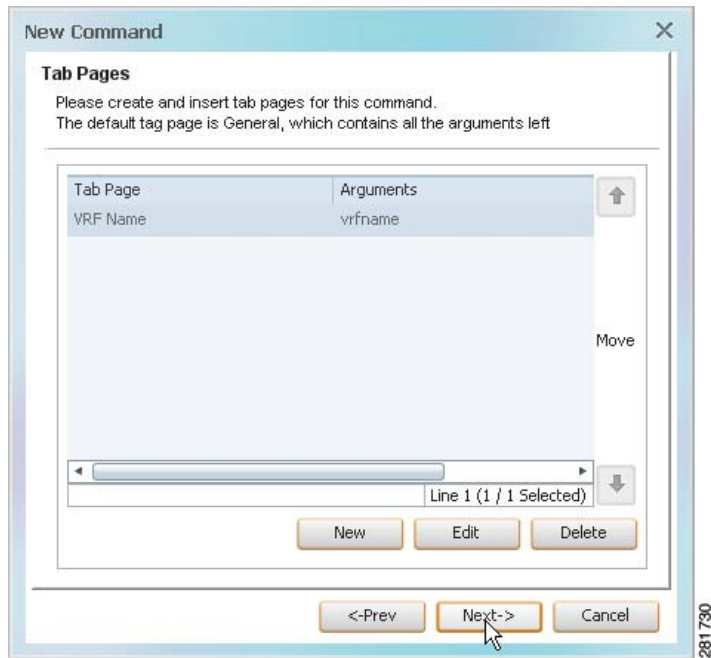 New Command
Tab Pages
Please create and insert tab pages for this command.
The default tag page is General, which contains all the arguments left
Tab Page Arguments
VRF Name vrfname
Move
Line 1 (1 / 1 Selected)
New Edit Delete
<-Prev Next-> Cancel
281730